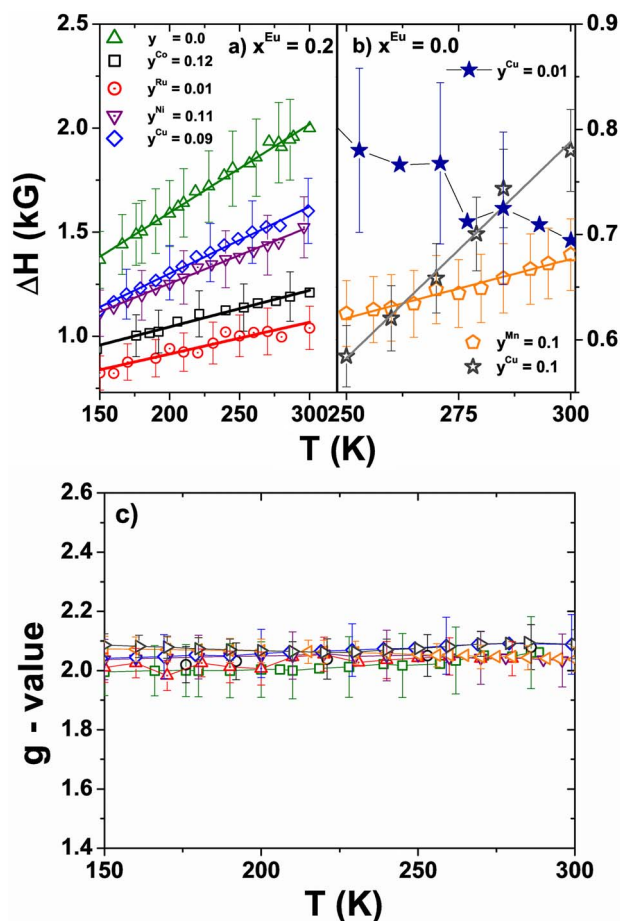 a) x^Eu = 0.2
y = 0.0
y^Co = 0.12
y^Ru = 0.01
y^Ni = 0.11
y^Cu = 0.09
2.5
2.0
1.5
1.0
ΔH (kG)
150 200 250 300
b) x^Eu = 0.0
y^Cu = 0.01
y^Mn = 0.1
y^Cu = 0.1
0.9
0.8
0.7
0.6
250 275 300
T (K)
c)
2.6
2.4
2.2
2.0
1.8
1.6
1.4
g - value
150 200 250 300
T (K)